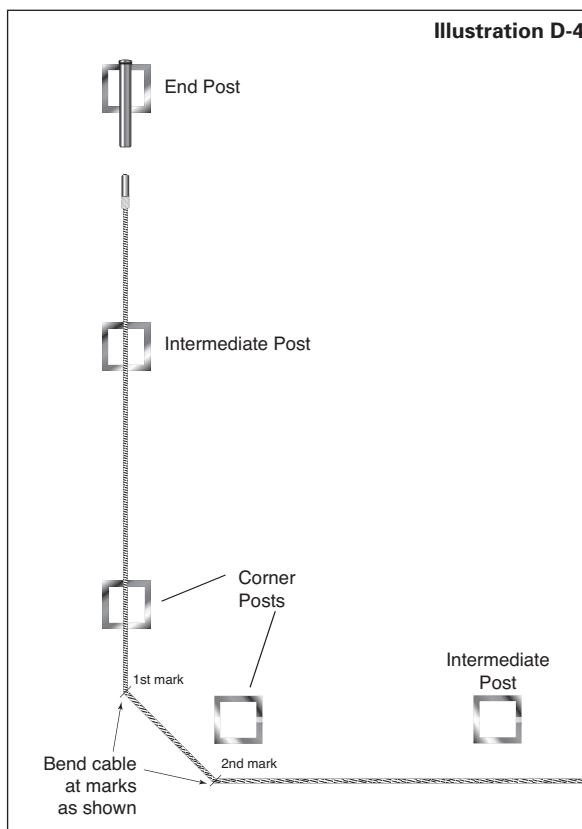 Illustration D-4
End Post
Intermediate Post
Corner
Posts
1st mark
Intermediate
Post
Bend cable
at marks
as shown
2nd mark